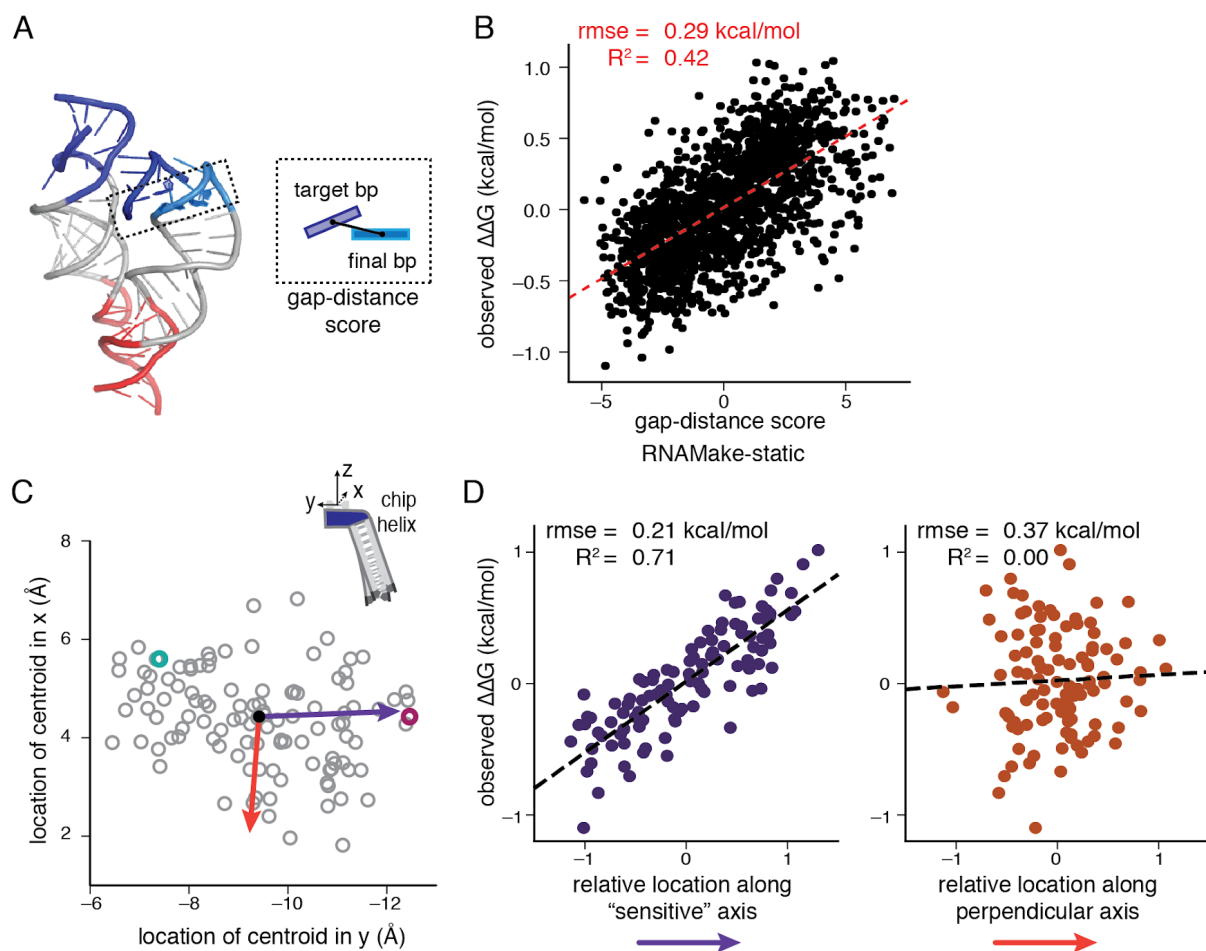 A
target bp
final bp
gap-distance
score
B
rmse = 0.29 kcal/mol
R² = 0.42
observed ΔΔG (kcal/mol)
1.0
0.5
0.0
−0.5
−1.0
−5
0
5
gap-distance score
RNAMake-static
C
z
y
x
chip
helix
location of centroid in x (Å)
8
6
4
2
−6
−8
−10
−12
location of centroid in y (Å)
D
rmse = 0.21 kcal/mol
R² = 0.71
observed ΔΔG (kcal/mol)
1
0
−1
−1
0
1
relative location along
“sensitive” axis
rmse = 0.37 kcal/mol
R² = 0.00
1
0
−1
−1
0
1
relative location along
perpendicular axis